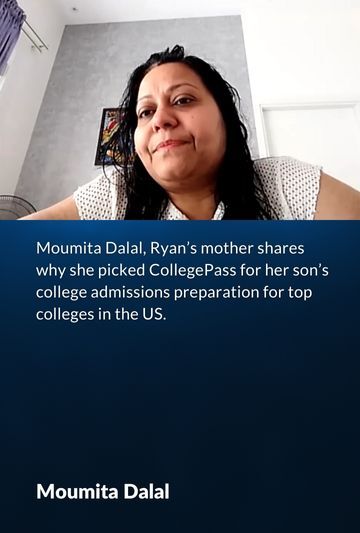 Moumita Dalal, Ryan’s mother shares
why she picked CollegePass for her son’s
college admissions preparation for top
colleges in the US.
Moumita Dalal